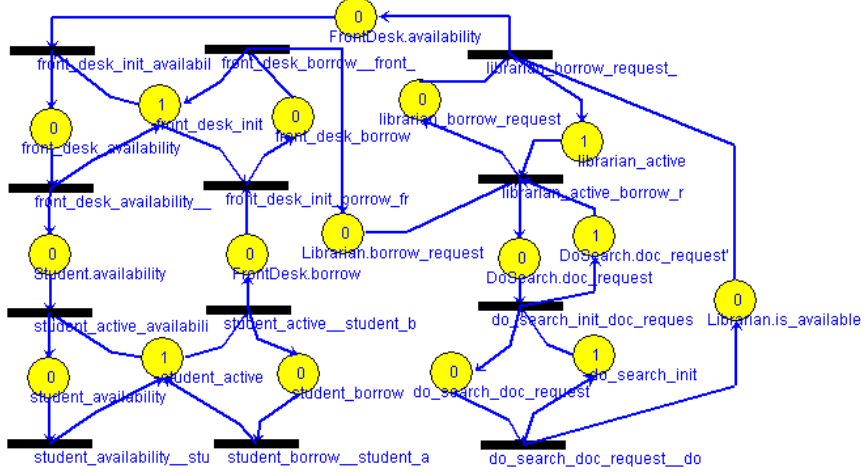 0
FrontDesk.availability
front_desk_init_availabil
front_desk_borrow__front_
librarian_borrow_request_
1
0
0
0
front_desk_init
front_desk_borrow
librarian_borrow_request
front_desk_availability
1
librarian_active
front_desk_availability__
front_desk_init_borrow_fr
librarian_active_borrow_r
0
0
0
1
0
Librarian.borrow_request
DoSearch.doc_request'
Student.availability
FrontDesk.borrow
DoSearch.doc_request
0
Librarian.is_available
student_active_availabili
student_active__student_b
do_search_init_doc_reques
0
1
0
0
1
student_active
do_search_init
student_availability
student_borrow
do_search_doc_request
student_availability__stu
student_borrow__student_a
do_search_doc_request__do